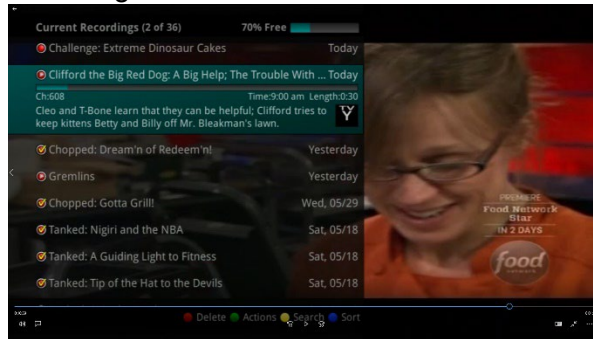 Current Recordings (2 of 36) 70% Free
Challenge: Extreme Dinosaur Cakes Today
Clifford the Big Red Dog: A Big Help; The Trouble With ... Today
Ch:608 Time:9:00 am Length:0:30
Cleo and T-Bone learn that they can be helpful; Clifford tries to
keep kittens Betty and Billy off Mr. Bleakman's lawn.
Chopped: Dream'n of Redeem'n! Yesterday
Gremlins Yesterday
Chopped: Gotta Grill! Wed, 05/29
Tanked: Nigiri and the NBA Sat, 05/18
Tanked: A Guiding Light to Fitness Sat, 05/18
Tanked: Tip of the Hat to the Devils Sat, 05/18
PREMIERE
Food Network
Star
IN 2 DAYS
food
network
Delete Actions Search Sort